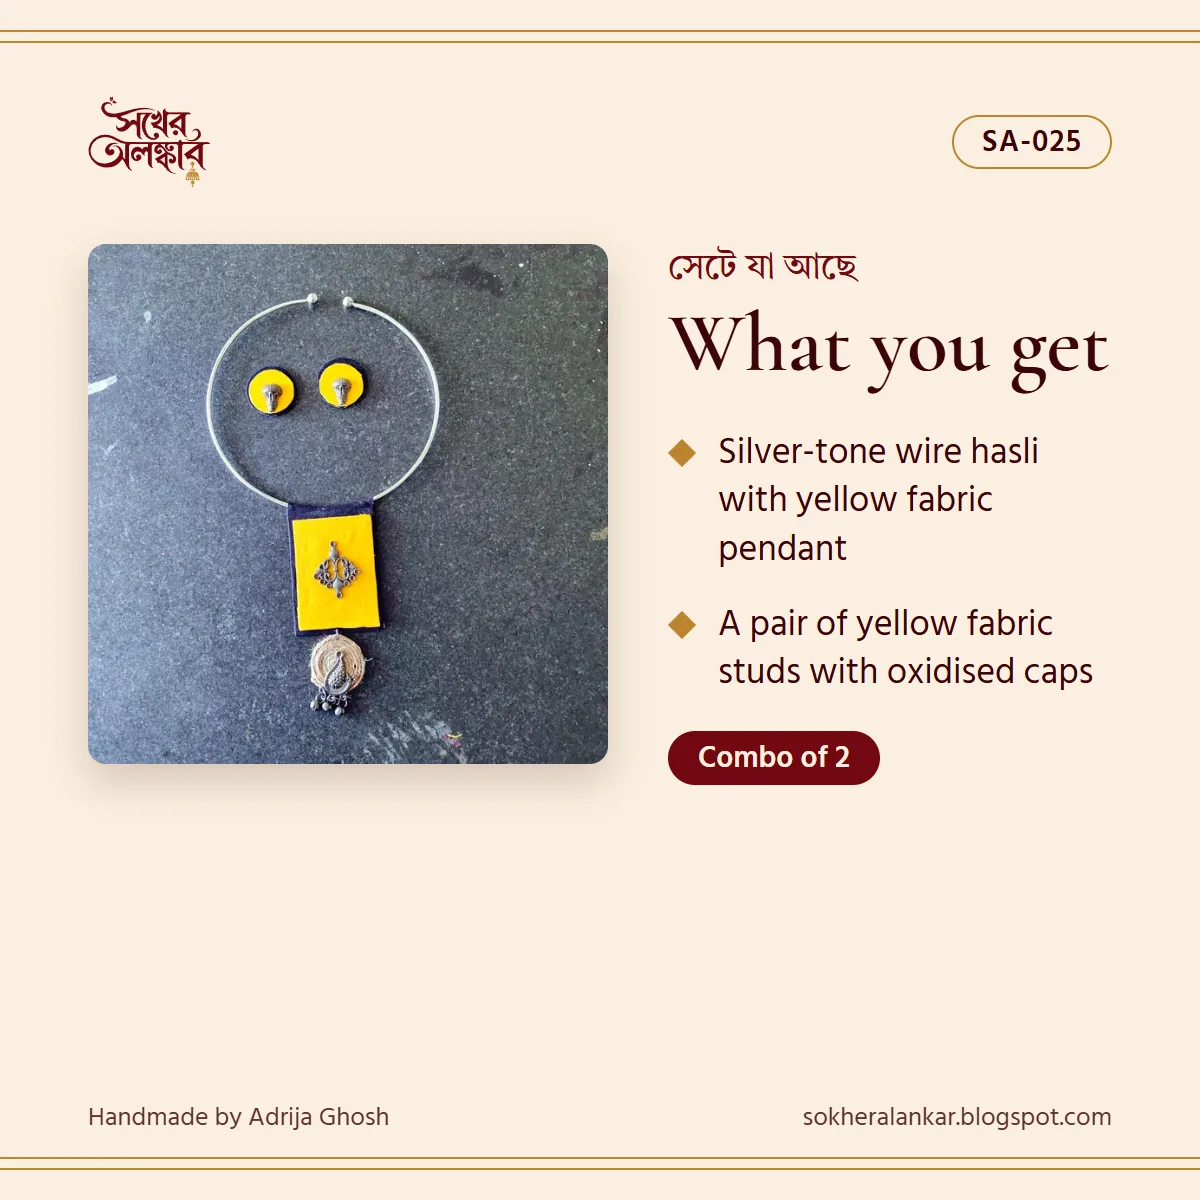 সখের
অলঙ্কার
SA-025
সেটে যা আছে
What you get
Silver-tone wire hasli
with yellow fabric
pendant
A pair of yellow fabric
studs with oxidised caps
Combo of 2
Handmade by Adrija Ghosh
sokheralankar.blogspot.com